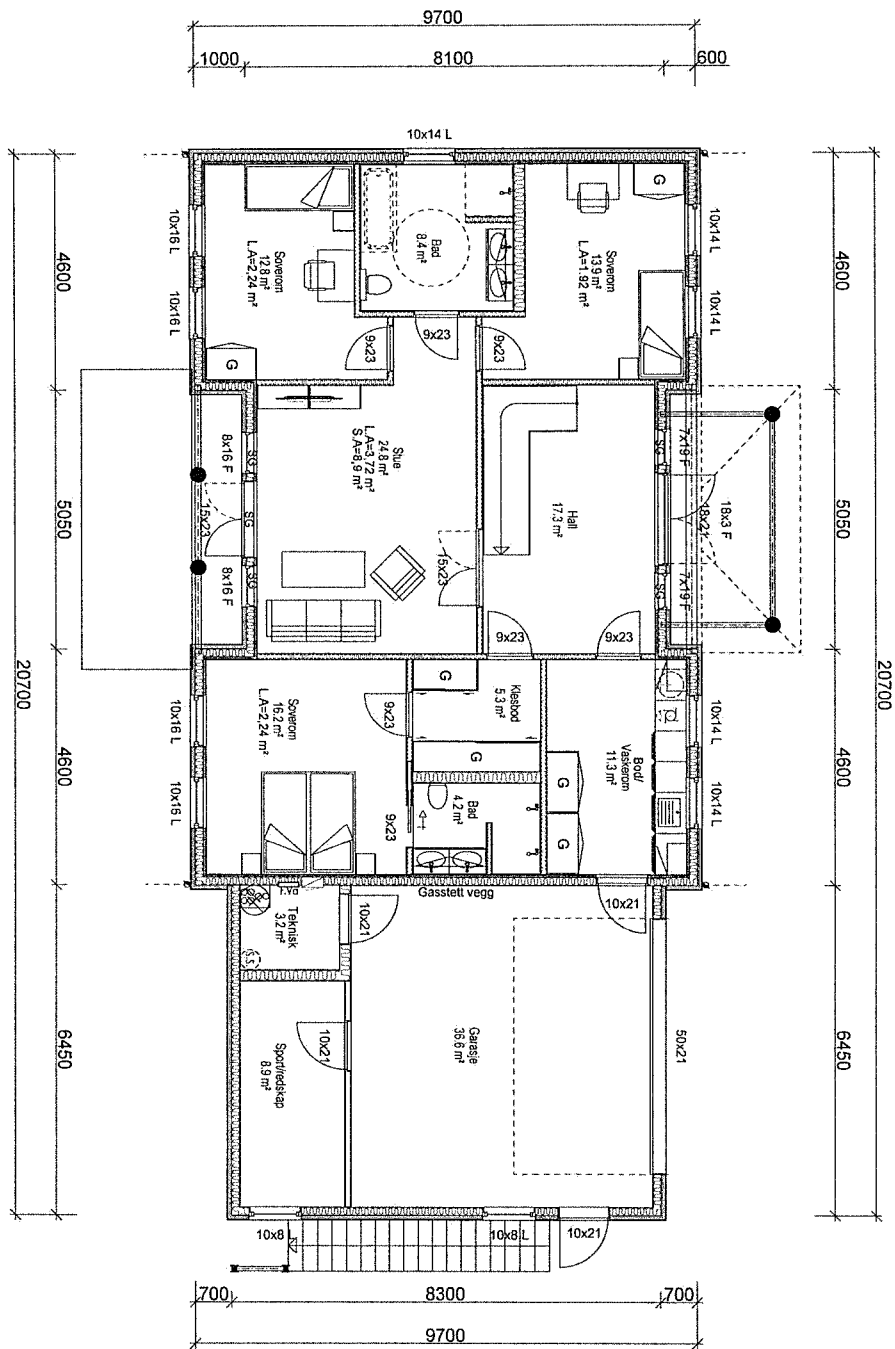 9700
1000
8100
600
10x14 L
20700
4600
5050
4600
6450
10x16 L
10x16 L
Soverom
12.8 m²
L.A=2,24 m²
G
Bad
8.4 m²
Soverom
13.9 m²
L.A=1.92 m²
G
10x14 L
10x14 L
4600
5050
4600
6450
20700
9x23
9x23
9x23
8x16 F
15x23
8x16 F
SG
SG
SG
Stue
24.8 m²
L.A=3,72 m²
S.A=8,9 m²
15x23
Hall
17.3 m²
SG
SG
7x19 F
18x21
18x3 F
7x19 F
9x23
9x23
10x16 L
10x16 L
Soverom
16.2 m²
L.A=2,24 m²
9x23
9x23
G
Klesbod
5.3 m²
G
Bad
4.2 m²
Bod/
Vaskerom
11.3 m²
G
G
10x14 L
10x14 L
Gasstett vegg
Teknisk
3.2 m²
S.S
10x21
10x21
Sport/redskap
8.9 m²
10x21
Garasje
36.6 m²
50x21
10x8 L
10x8 L
10x21
700
8300
700
9700